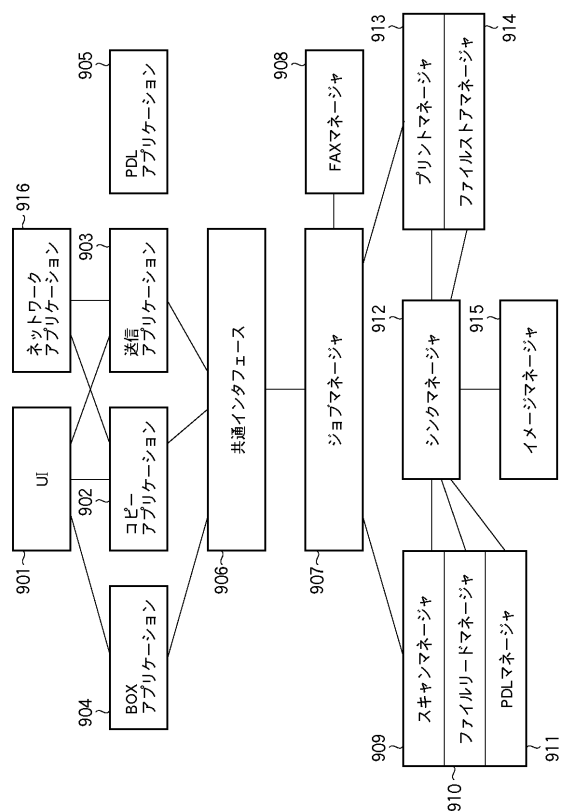 901
UI
916
ネットワーク
アプリケーション
904
BOX
アプリケーション
902
コピー
アプリケーション
903
送信
アプリケーション
905
PDL
アプリケーション
906
共通インタフェース
907
ジョブマネージャ
908
FAXマネージャ
909
スキャンマネージャ
910
ファイルリードマネージャ
911
PDLマネージャ
912
シンクマネージャ
913
プリントマネージャ
914
ファイルストアマネージャ
915
イメージマネージャ